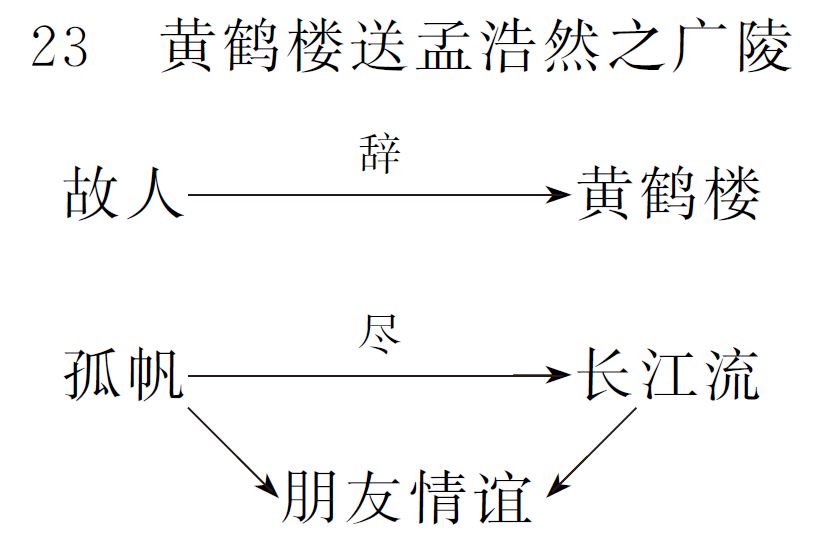 23 黄鹤楼送孟浩然之广陵
辞
故人 黄鹤楼
尽
孤帆 长江流
朋友情谊